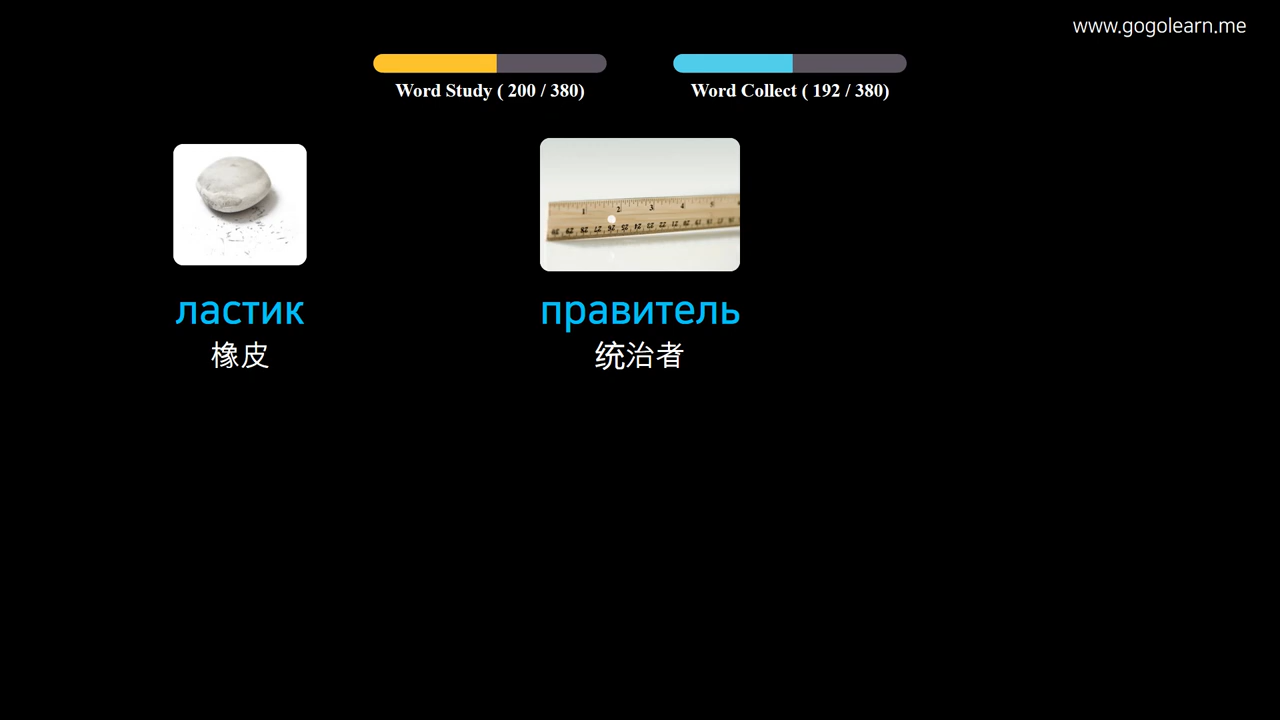 www.gogolearn.me
Word Study ( 200 / 380)
Word Collect ( 192 / 380)
ластик
правитель
橡皮
统治者